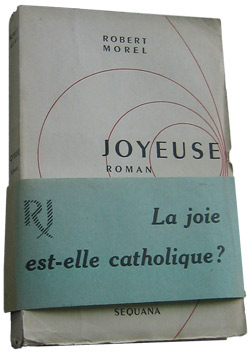 ROBERT
MOREL
JOYEUSE
ROMAN
RJ
La joie
est-elle catholique?
SEQUANA